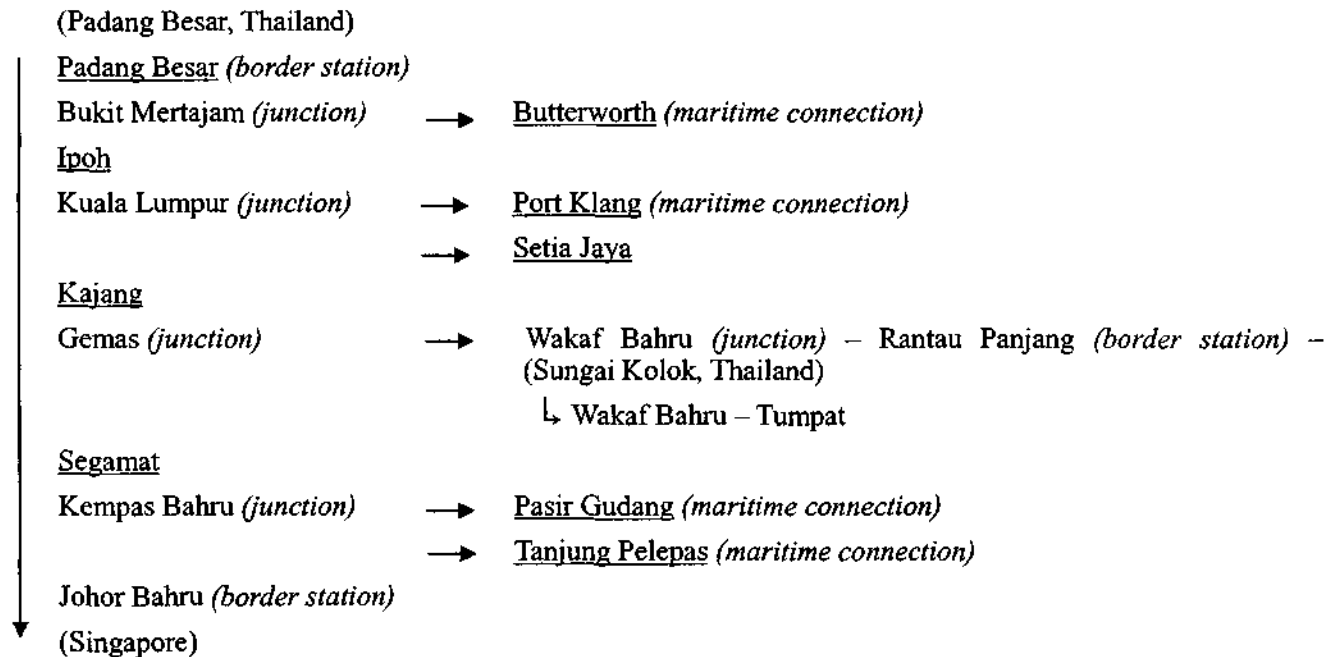 (Padang Besar, Thailand)
Padang Besar (border station)
Bukit Mertajam (junction) → Butterworth (maritime connection)
Ipoh
Kuala Lumpur (junction) → Port Klang (maritime connection)
→ Setia Jaya
Kajang
Gemas (junction) → Wakaf Bahru (junction) – Rantau Panjang (border station) –
(Sungai Kolok, Thailand)
↳ Wakaf Bahru – Tumpat
Segamat
Kempas Bahru (junction) → Pasir Gudang (maritime connection)
→ Tanjung Pelepas (maritime connection)
Johor Bahru (border station)
(Singapore)